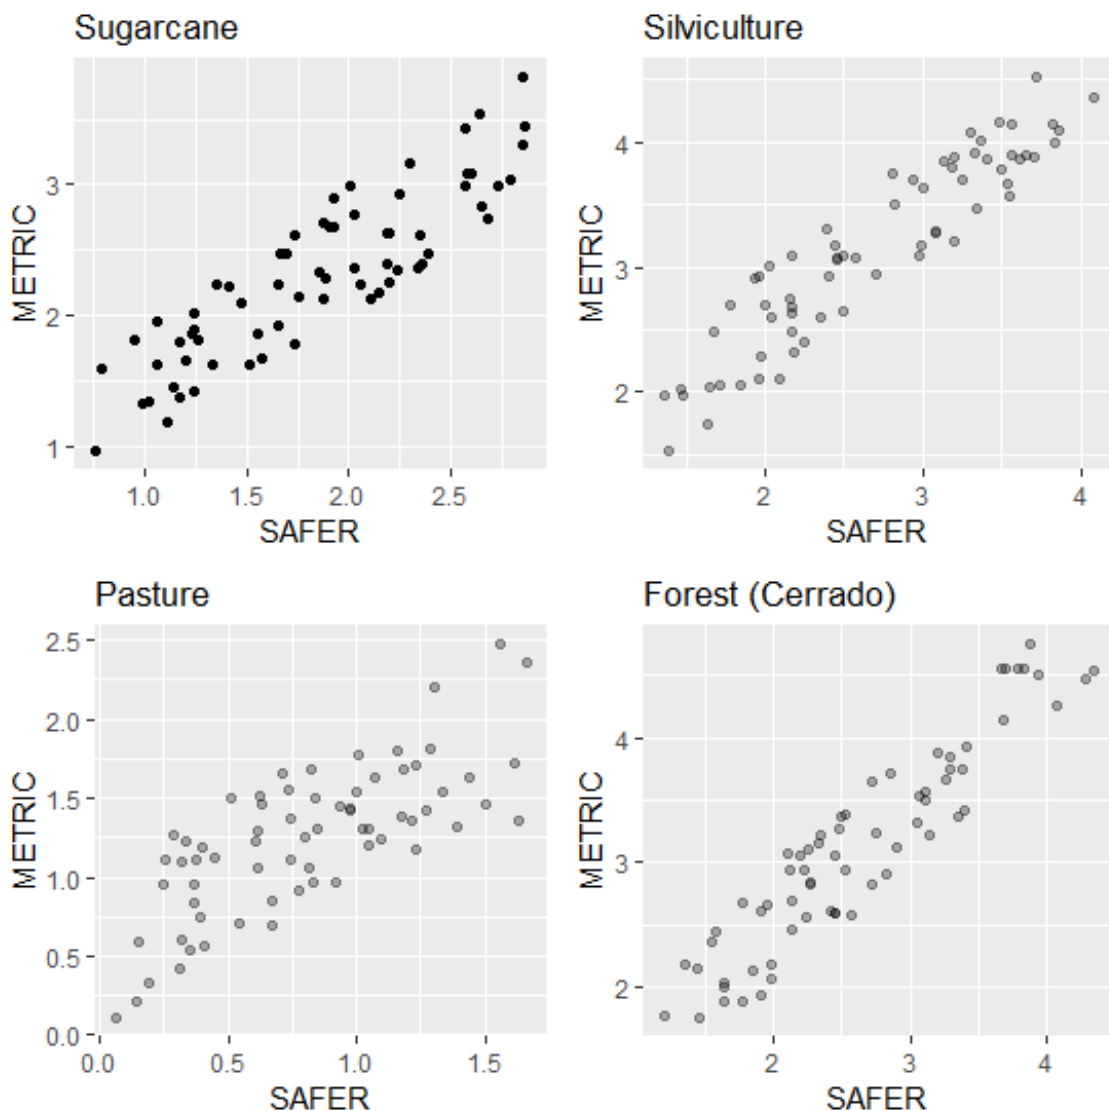 Sugarcane
METRIC
3
2
1
1.0 1.5 2.0 2.5
SAFER
Silviculture
METRIC
4
3
2
2 3 4
SAFER
Pasture
METRIC
2.5
2.0
1.5
1.0
0.5
0.0
0.0 0.5 1.0 1.5
SAFER
Forest (Cerrado)
METRIC
4
3
2
2 3 4
SAFER